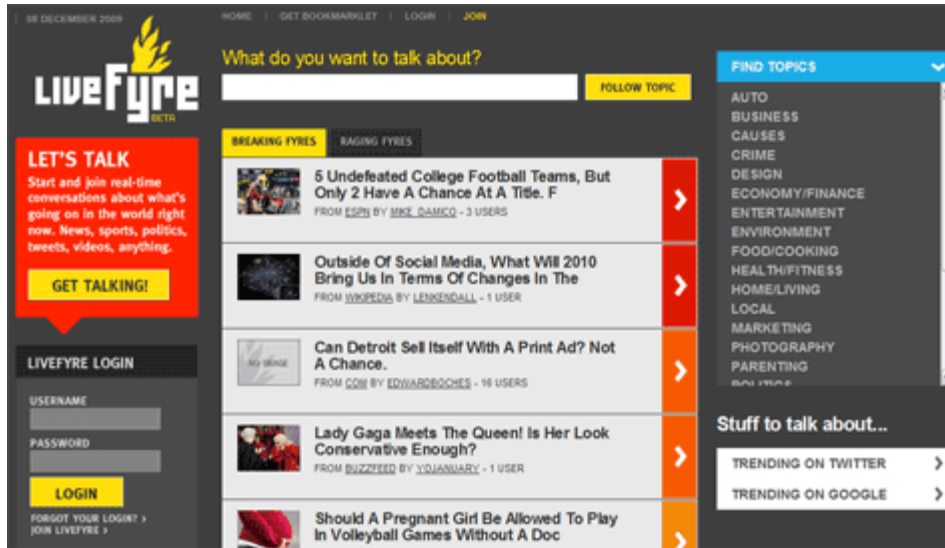 08 DECEMBER 2009
HOME | GET BOOKMARKLET | LOGIN | JOIN
LIVEFyre
BETA
LET'S TALK
Start and join real-time
conversations about what's
going on in the world right
now. News, sports, politics,
tweets, videos, anything.
GET TALKING!
LIVEFYRE LOGIN
USERNAME
PASSWORD
LOGIN
FORGOT YOUR LOGIN? >
JOIN LIVEFYRE >
What do you want to talk about?
FOLLOW TOPIC
BREAKING FYRES
RAGING FYRES
5 Undefeated College Football Teams, But
Only 2 Have A Chance At A Title. F
FROM ESPN BY MIKE_DAMICO - 3 USERS
Outside Of Social Media, What Will 2010
Bring Us In Terms Of Changes In The
FROM WIKIPEDIA BY LENKENDALL - 1 USER
NO IMAGE
Can Detroit Sell Itself With A Print Ad? Not
A Chance.
FROM COM BY EDWARDBOCHES - 16 USERS
Lady Gaga Meets The Queen! Is Her Look
Conservative Enough?
FROM BUZZFEED BY YOJANUARY - 1 USER
Should A Pregnant Girl Be Allowed To Play
In Volleyball Games Without A Doc
FIND TOPICS
AUTO
BUSINESS
CAUSES
CRIME
DESIGN
ECONOMY/FINANCE
ENTERTAINMENT
ENVIRONMENT
FOOD/COOKING
HEALTH/FITNESS
HOME/LIVING
LOCAL
MARKETING
PHOTOGRAPHY
PARENTING
POLITICS
Stuff to talk about...
TRENDING ON TWITTER
TRENDING ON GOOGLE